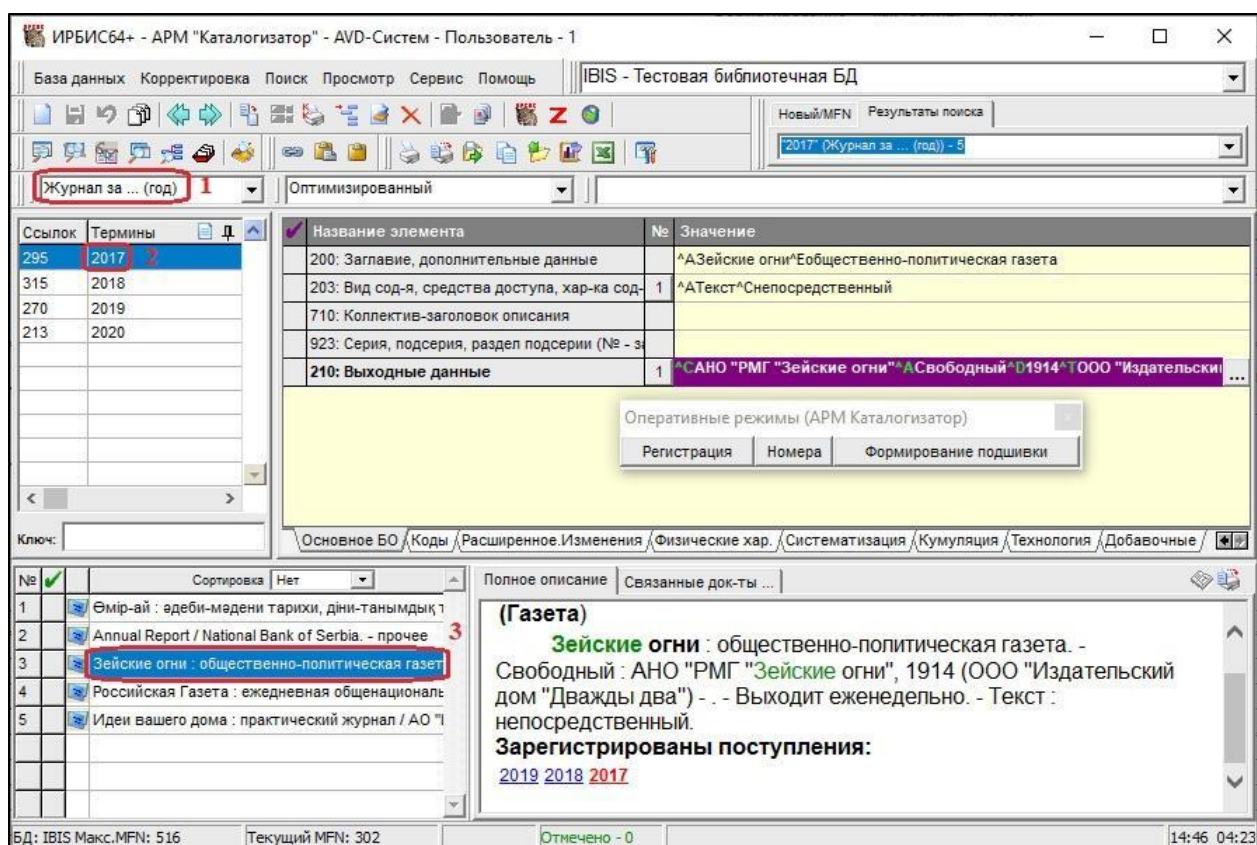 ИРБИС64+ - АРМ "Каталогизатор" - AVD-Систем - Пользователь - 1
База данных Корректировка Поиск Просмотр Сервис Помощь
IBIS - Тестовая библиотечная БД
Новый/MFN Результаты поиска
"2017" (Журнал за ... (год)) - 5
Журнал за ... (год) 1
Оптимизированный
Ссылок Термины
295 2017 2
315 2018
270 2019
213 2020
Ключ:
Название элемента № Значение
200: Заглавие, дополнительные данные ^AЗейские огни^Eобщественно-политическая газета
203: Вид сод-я, средства доступа, хар-ка сод- 1 ^AТекст^Cнепосредственный
710: Коллектив-заголовок описания
923: Серия, подсерия, раздел подсерии (№ - за
210: Выходные данные 1 ^CАНО "РМГ "Зейские огни"^AСвободный^D1914^TООО "Издательски ...
Оперативные режимы (АРМ Каталогизатор)
Регистрация Номера Формирование подшивки
Основное БО Коды Расширенное.Изменения Физические хар. Систематизация Кумуляция Технология Добавочные
№ Сортировка Нет
1 Өмір-ай : әдеби-мәдени тарихи, діни-танымдық т
2 Annual Report / National Bank of Serbia. - прочее 3
3 Зейские огни : общественно-политическая газет
4 Российская Газета : ежедневная общенациональ
5 Идеи вашего дома : практический журнал / АО "
Полное описание Связанные док-ты ...
(Газета)
Зейские огни : общественно-политическая газета. -
Свободный : АНО "РМГ "Зейские огни", 1914 (ООО "Издательский
дом "Дважды два") - . - Выходит еженедельно. - Текст :
непосредственный.
Зарегистрированы поступления:
2019 2018 2017
БД: IBIS Макс.MFN: 516 Текущий MFN: 302 Отмечено - 0 14:46 04:23